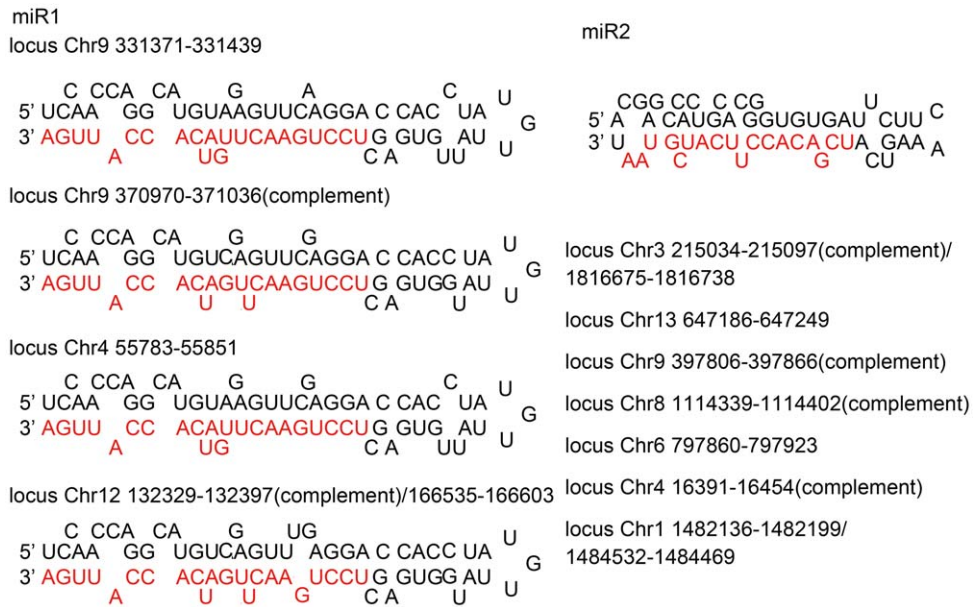 miR1
locus Chr9 331371-331439
C CCA CA G A C
5' UCAA GG UGUAAGUUCAGGA C CAC UA U
G
3' AGUU CC ACAUUCAAGUCCU G GUG AU U
A UG C A UU
locus Chr9 370970-371036(complement)
C CCA CA G G
5' UCAA GG UGUCAGUUCAGGA CCACC UA U
G
3' AGUU CC ACAGUCAAGUCCU GGUGG AU U
A U U C A U
locus Chr4 55783-55851
C CCA CA G G C
5' UCAA GG UGUAAGUUCAGGA C CAC UA U
G
3' AGUU CC ACAUUCAAGUCCU G GUG AU U
A UG C A UU
locus Chr12 132329-132397(complement)/166535-166603
C CCA CA G UG
5' UCAA GG UGUCAGUU AGGA C CACC UA U
G
3' AGUU CC ACAGUCAA UCCU G GUGG AU U
A U U G C A U
miR2
CGG CC C CG U
5' A A CAUGA GGUGUGAU CUU C
3' U U GUACU CCACACU A GAA A
AA C U G CU
locus Chr3 215034-215097(complement)/
1816675-1816738
locus Chr13 647186-647249
locus Chr9 397806-397866(complement)
locus Chr8 1114339-1114402(complement)
locus Chr6 797860-797923
locus Chr4 16391-16454(complement)
locus Chr1 1482136-1482199/
1484532-1484469